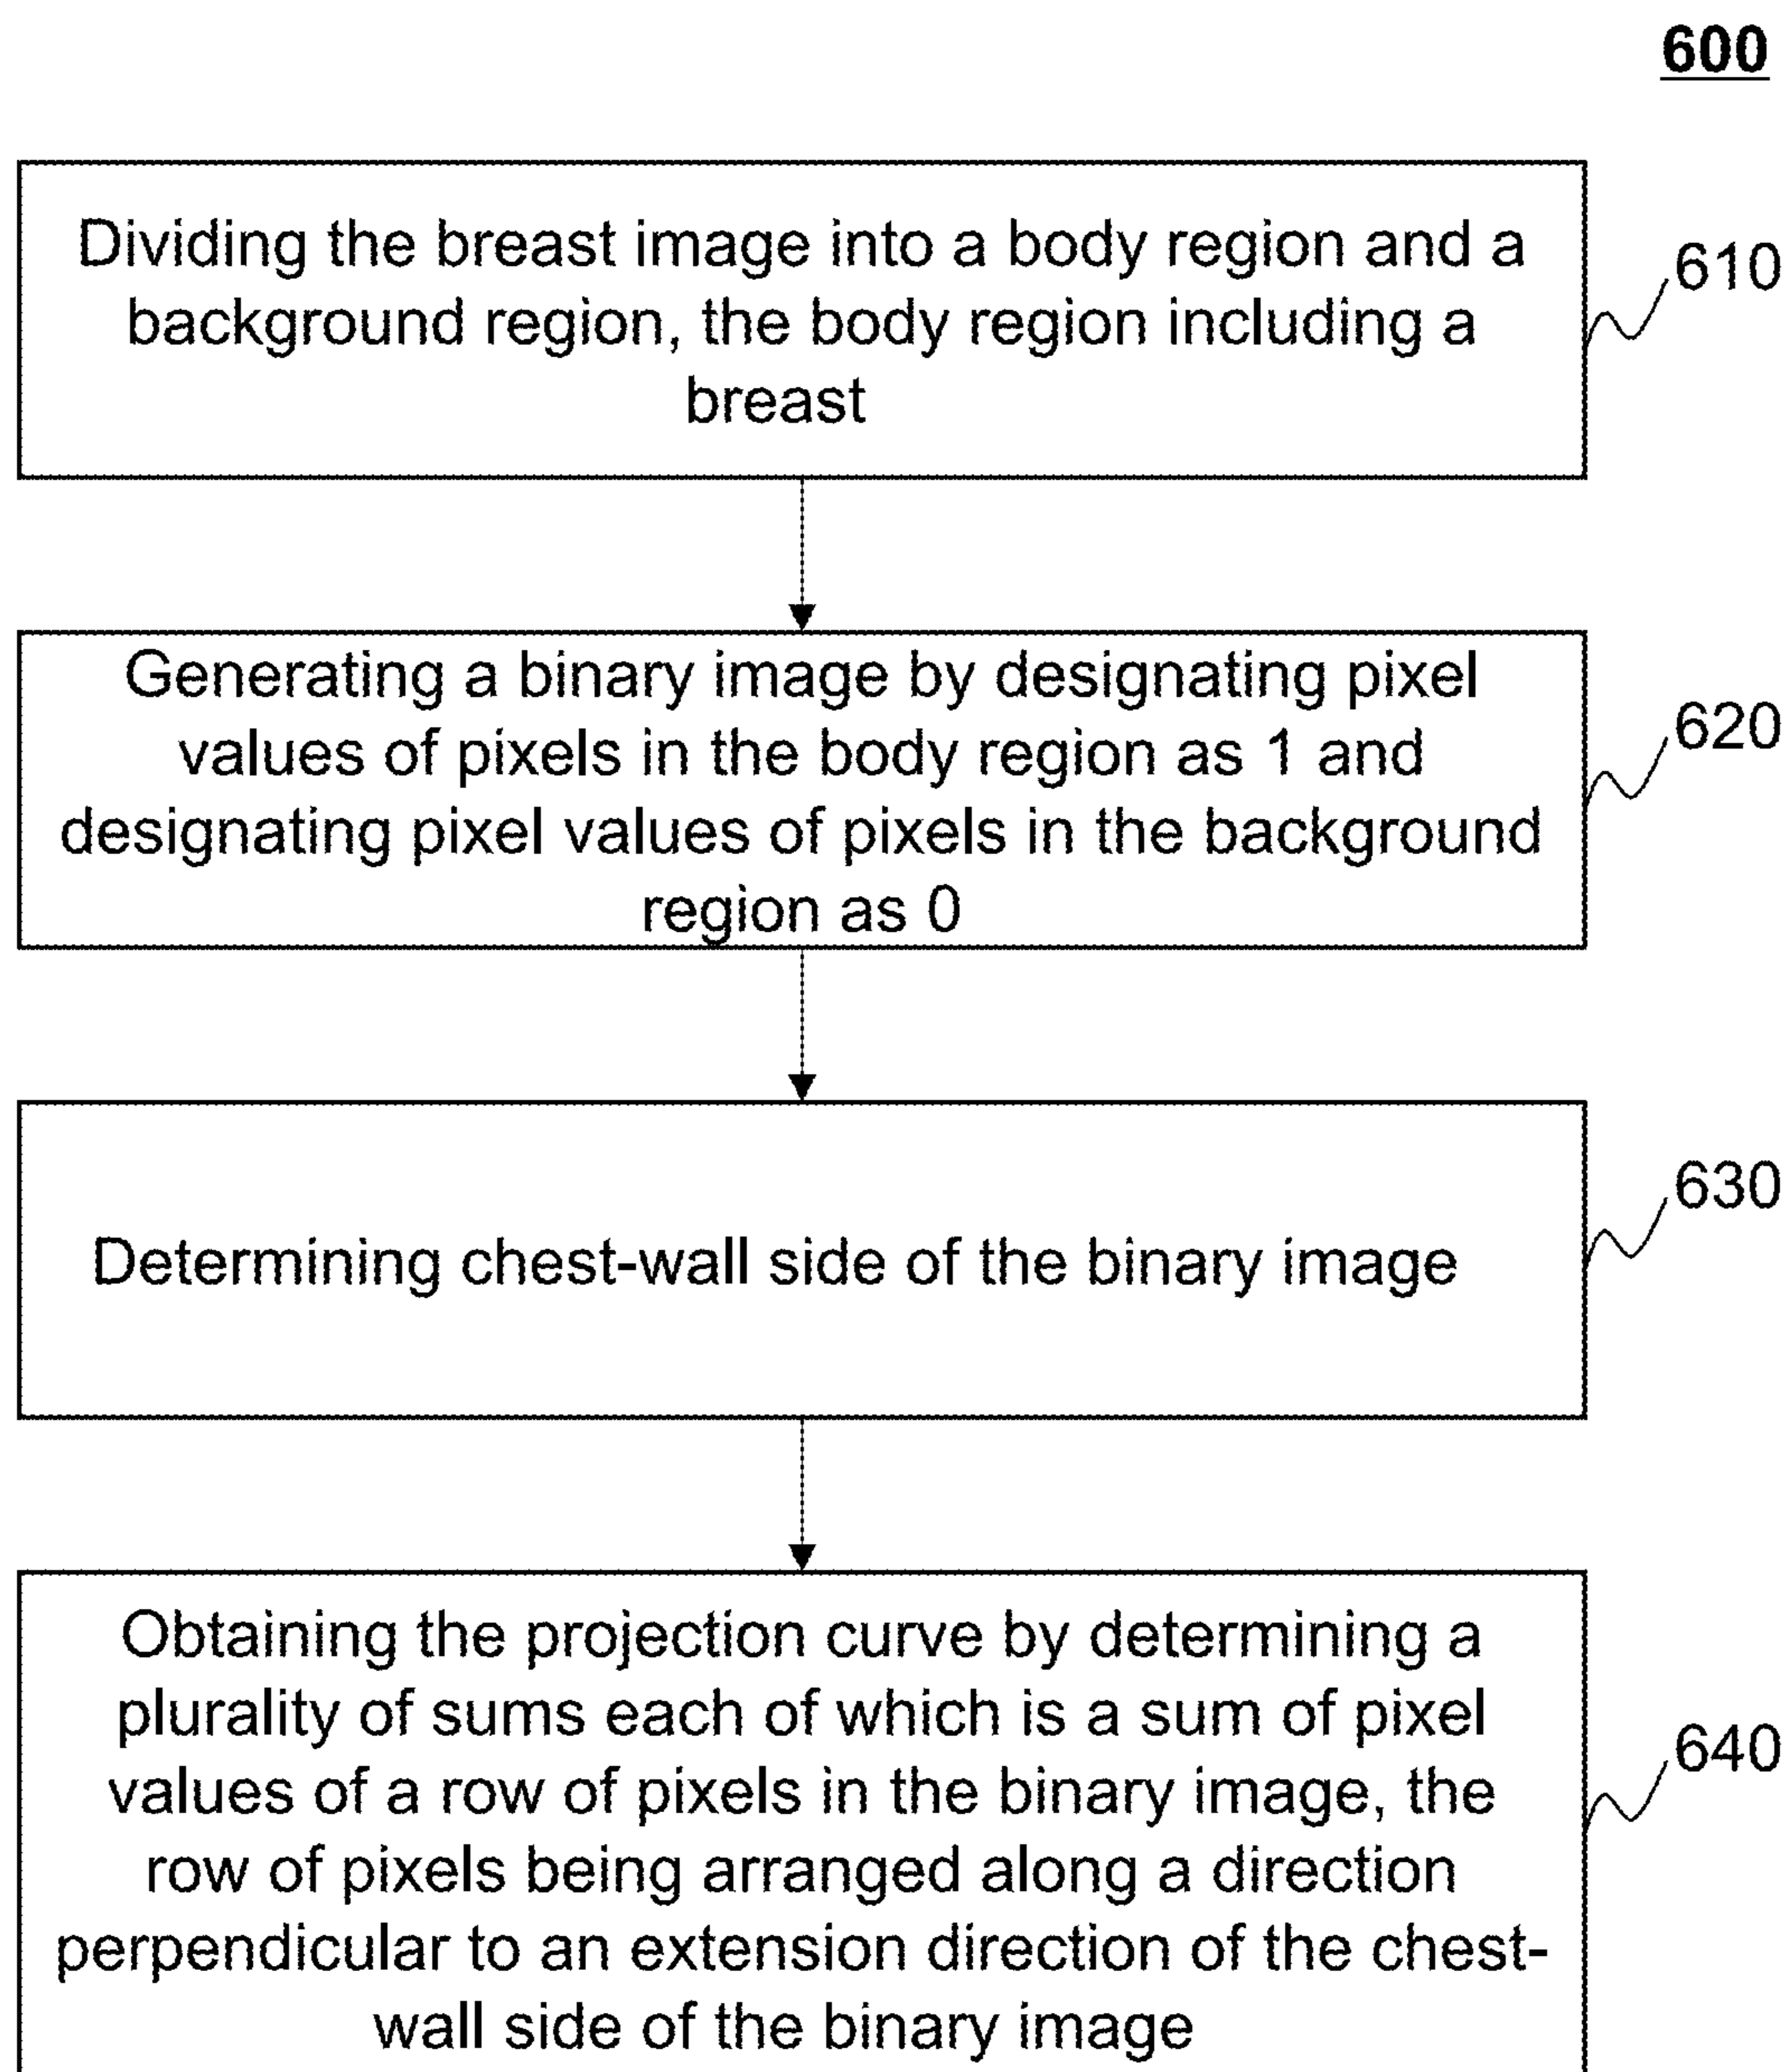 600
Dividing the breast image into a body region and a
background region, the body region including a
breast
610
Generating a binary image by designating pixel
values of pixels in the body region as 1 and
designating pixel values of pixels in the background
region as 0
620
Determining chest-wall side of the binary image
630
Obtaining the projection curve by determining a
plurality of sums each of which is a sum of pixel
values of a row of pixels in the binary image, the
row of pixels being arranged along a direction
perpendicular to an extension direction of the chest-
wall side of the binary image
640